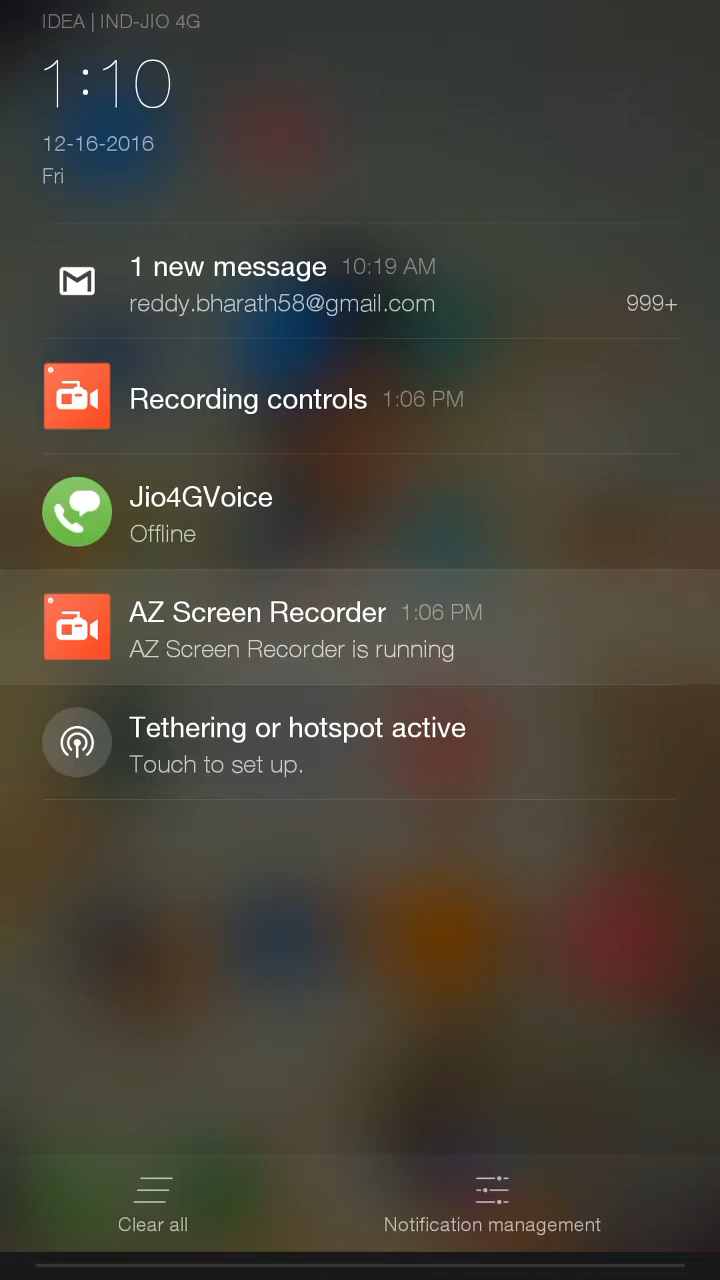 IDEA | IND-JIO 4G
1:10
12-16-2016
Fri
1 new message 10:19 AM
reddy.bharath58@gmail.com 999+
Recording controls 1:06 PM
Jio4GVoice
Offline
AZ Screen Recorder 1:06 PM
AZ Screen Recorder is running
Tethering or hotspot active
Touch to set up.
Clear all Notification management